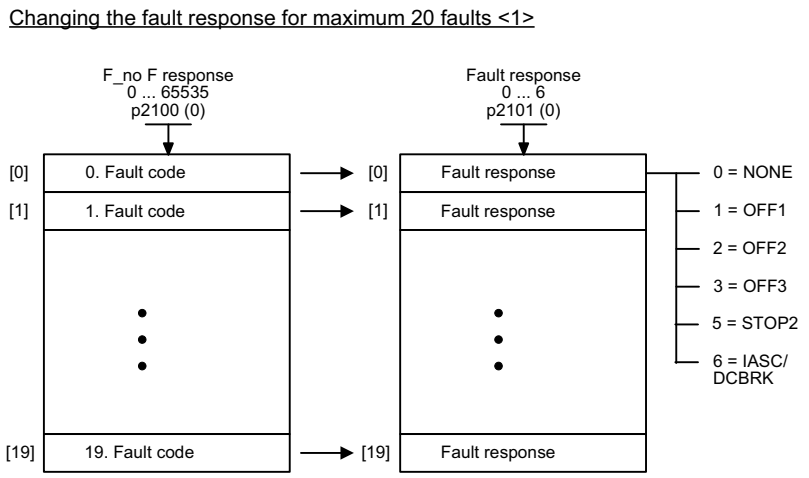 Changing the fault response for maximum 20 faults <1>
F_no F response
0 ... 65535
p2100 (0)
Fault response
0 ... 6
p2101 (0)
[0] 0. Fault code [0] Fault response 0 = NONE
[1] 1. Fault code [1] Fault response 1 = OFF1
2 = OFF2
3 = OFF3
5 = STOP2
6 = IASC/
DCBRK
[19] 19. Fault code [19] Fault response